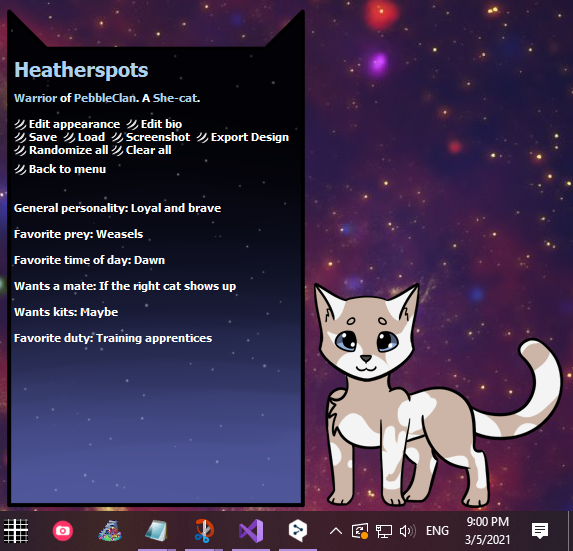 Heatherspots
Warrior of PebbleClan. A She-cat.
Edit appearance Edit bio
Save Load Screenshot Export Design
Randomize all Clear all
Back to menu
General personality: Loyal and brave
Favorite prey: Weasels
Favorite time of day: Dawn
Wants a mate: If the right cat shows up
Wants kits: Maybe
Favorite duty: Training apprentices
ENG
9:00 PM
3/5/2021